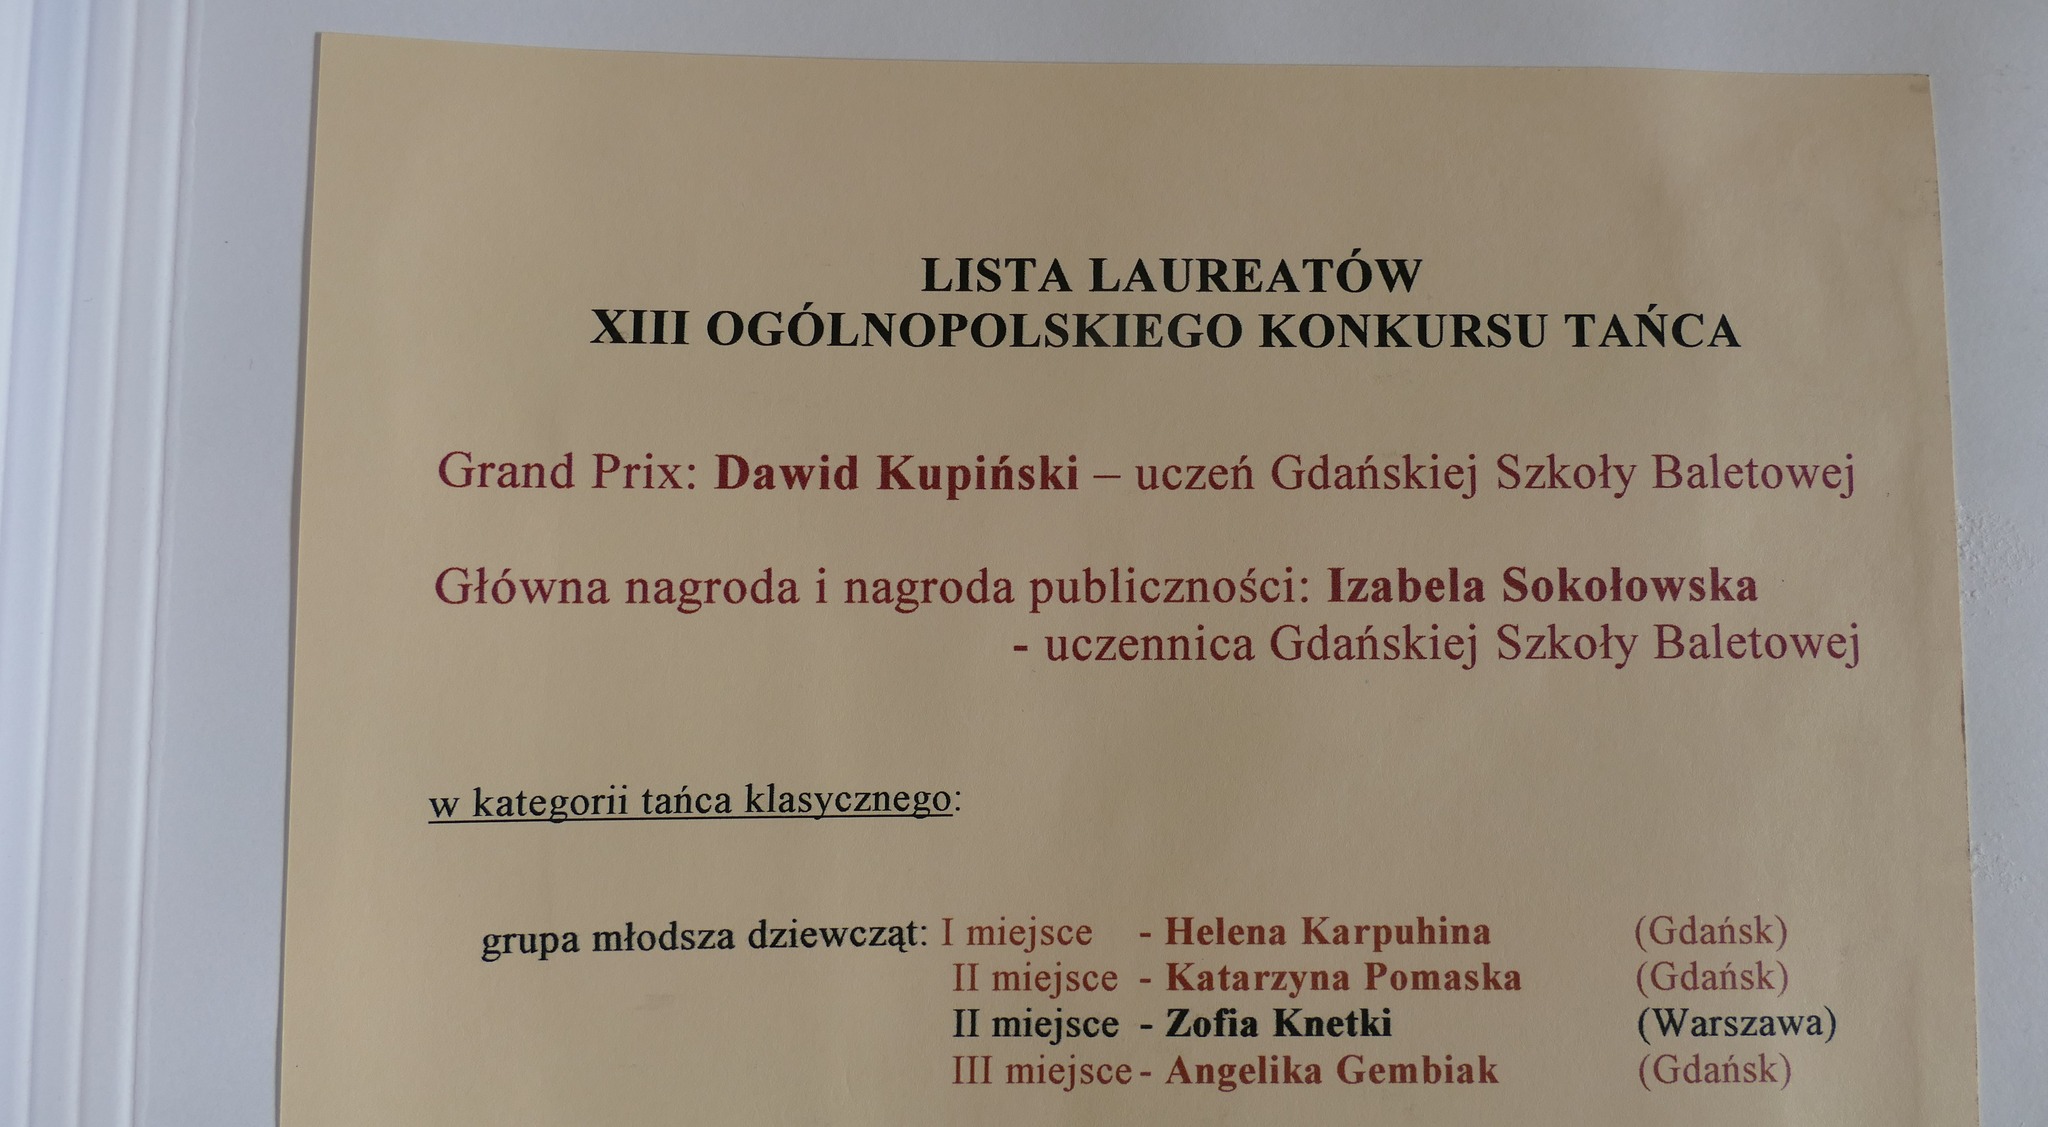 LISTA LAUREATÓW
XIII OGÓLNOPOLSKIEGO KONKURSU TAŃCA
Grand Prix: Dawid Kupiński – uczeń Gdańskiej Szkoły Baletowej
Główna nagroda i nagroda publiczności: Izabela Sokołowska
- uczennica Gdańskiej Szkoły Baletowej
w kategorii tańca klasycznego:
grupa młodsza dziewcząt: I miejsce - Helena Karpuhina (Gdańsk)
II miejsce - Katarzyna Pomaska (Gdańsk)
II miejsce - Zofia Knetki (Warszawa)
III miejsce - Angelika Gembiak (Gdańsk)